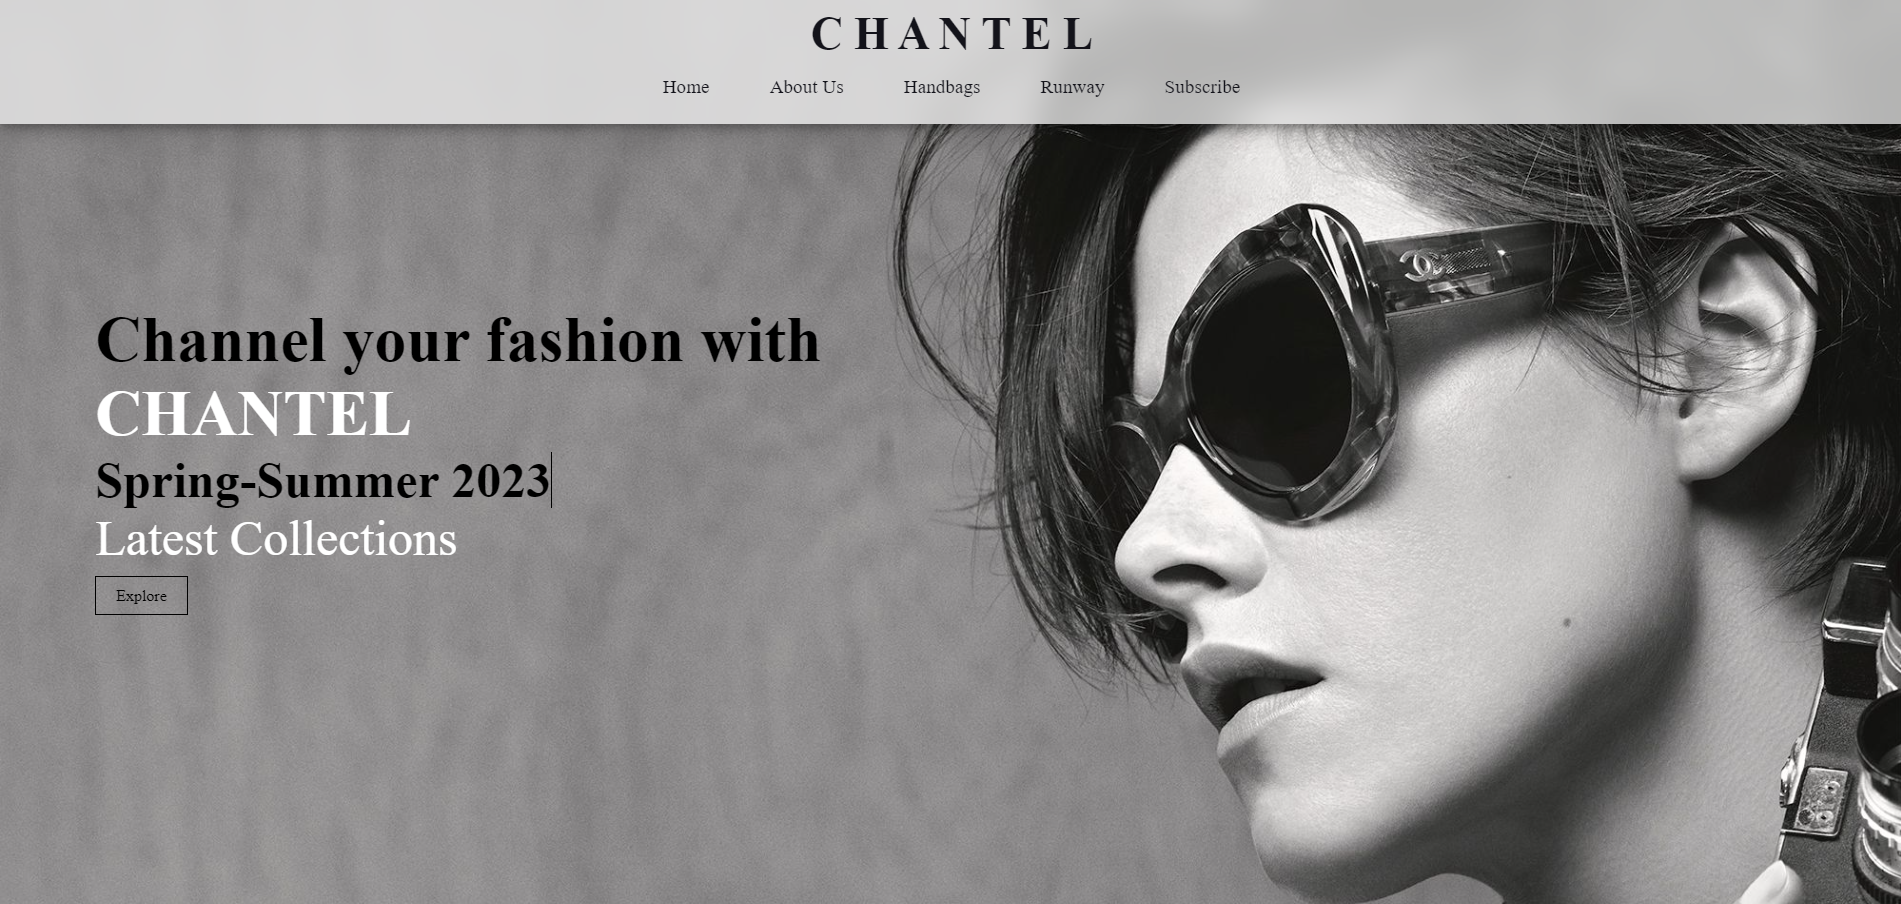 CHANTEL
Home About Us Handbags Runway Subscribe
Channel your fashion with
CHANTEL
Spring-Summer 2023
Latest Collections
Explore